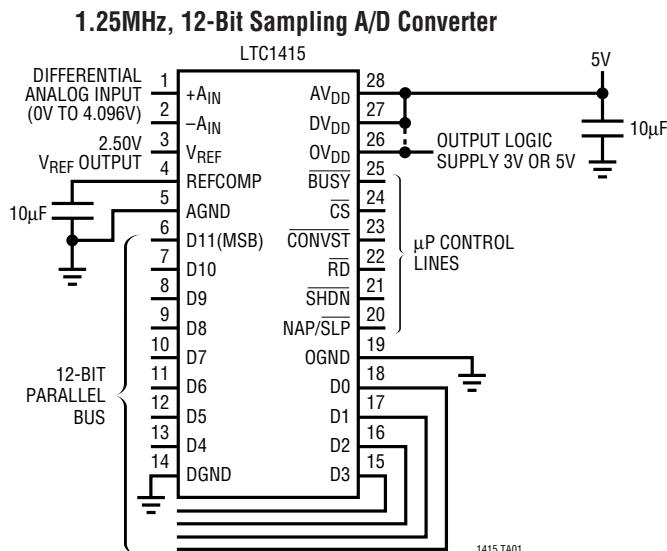 1.25MHz, 12-Bit Sampling A/D Converter
LTC1415
DIFFERENTIAL
ANALOG INPUT
(0V TO 4.096V)
2.50V
VREF OUTPUT
10µF
12-BIT
PARALLEL
BUS
1
+AIN
2
–AIN
3
VREF
4
REFCOMP
5
AGND
6
D11(MSB)
7
D10
8
D9
9
D8
10
D7
11
D6
12
D5
13
D4
14
DGND
28
AVDD
27
DVDD
26
OVDD
25
BUSY
24
CS
23
CONVST
22
RD
21
SHDN
20
NAP/SLP
19
OGND
18
D0
17
D1
16
D2
15
D3
5V
10µF
OUTPUT LOGIC
SUPPLY 3V OR 5V
µP CONTROL
LINES
1415 TA01